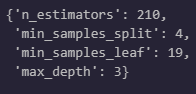 {'n_estimators': 210,
 'min_samples_split': 4,
 'min_samples_leaf': 19,
 'max_depth': 3}